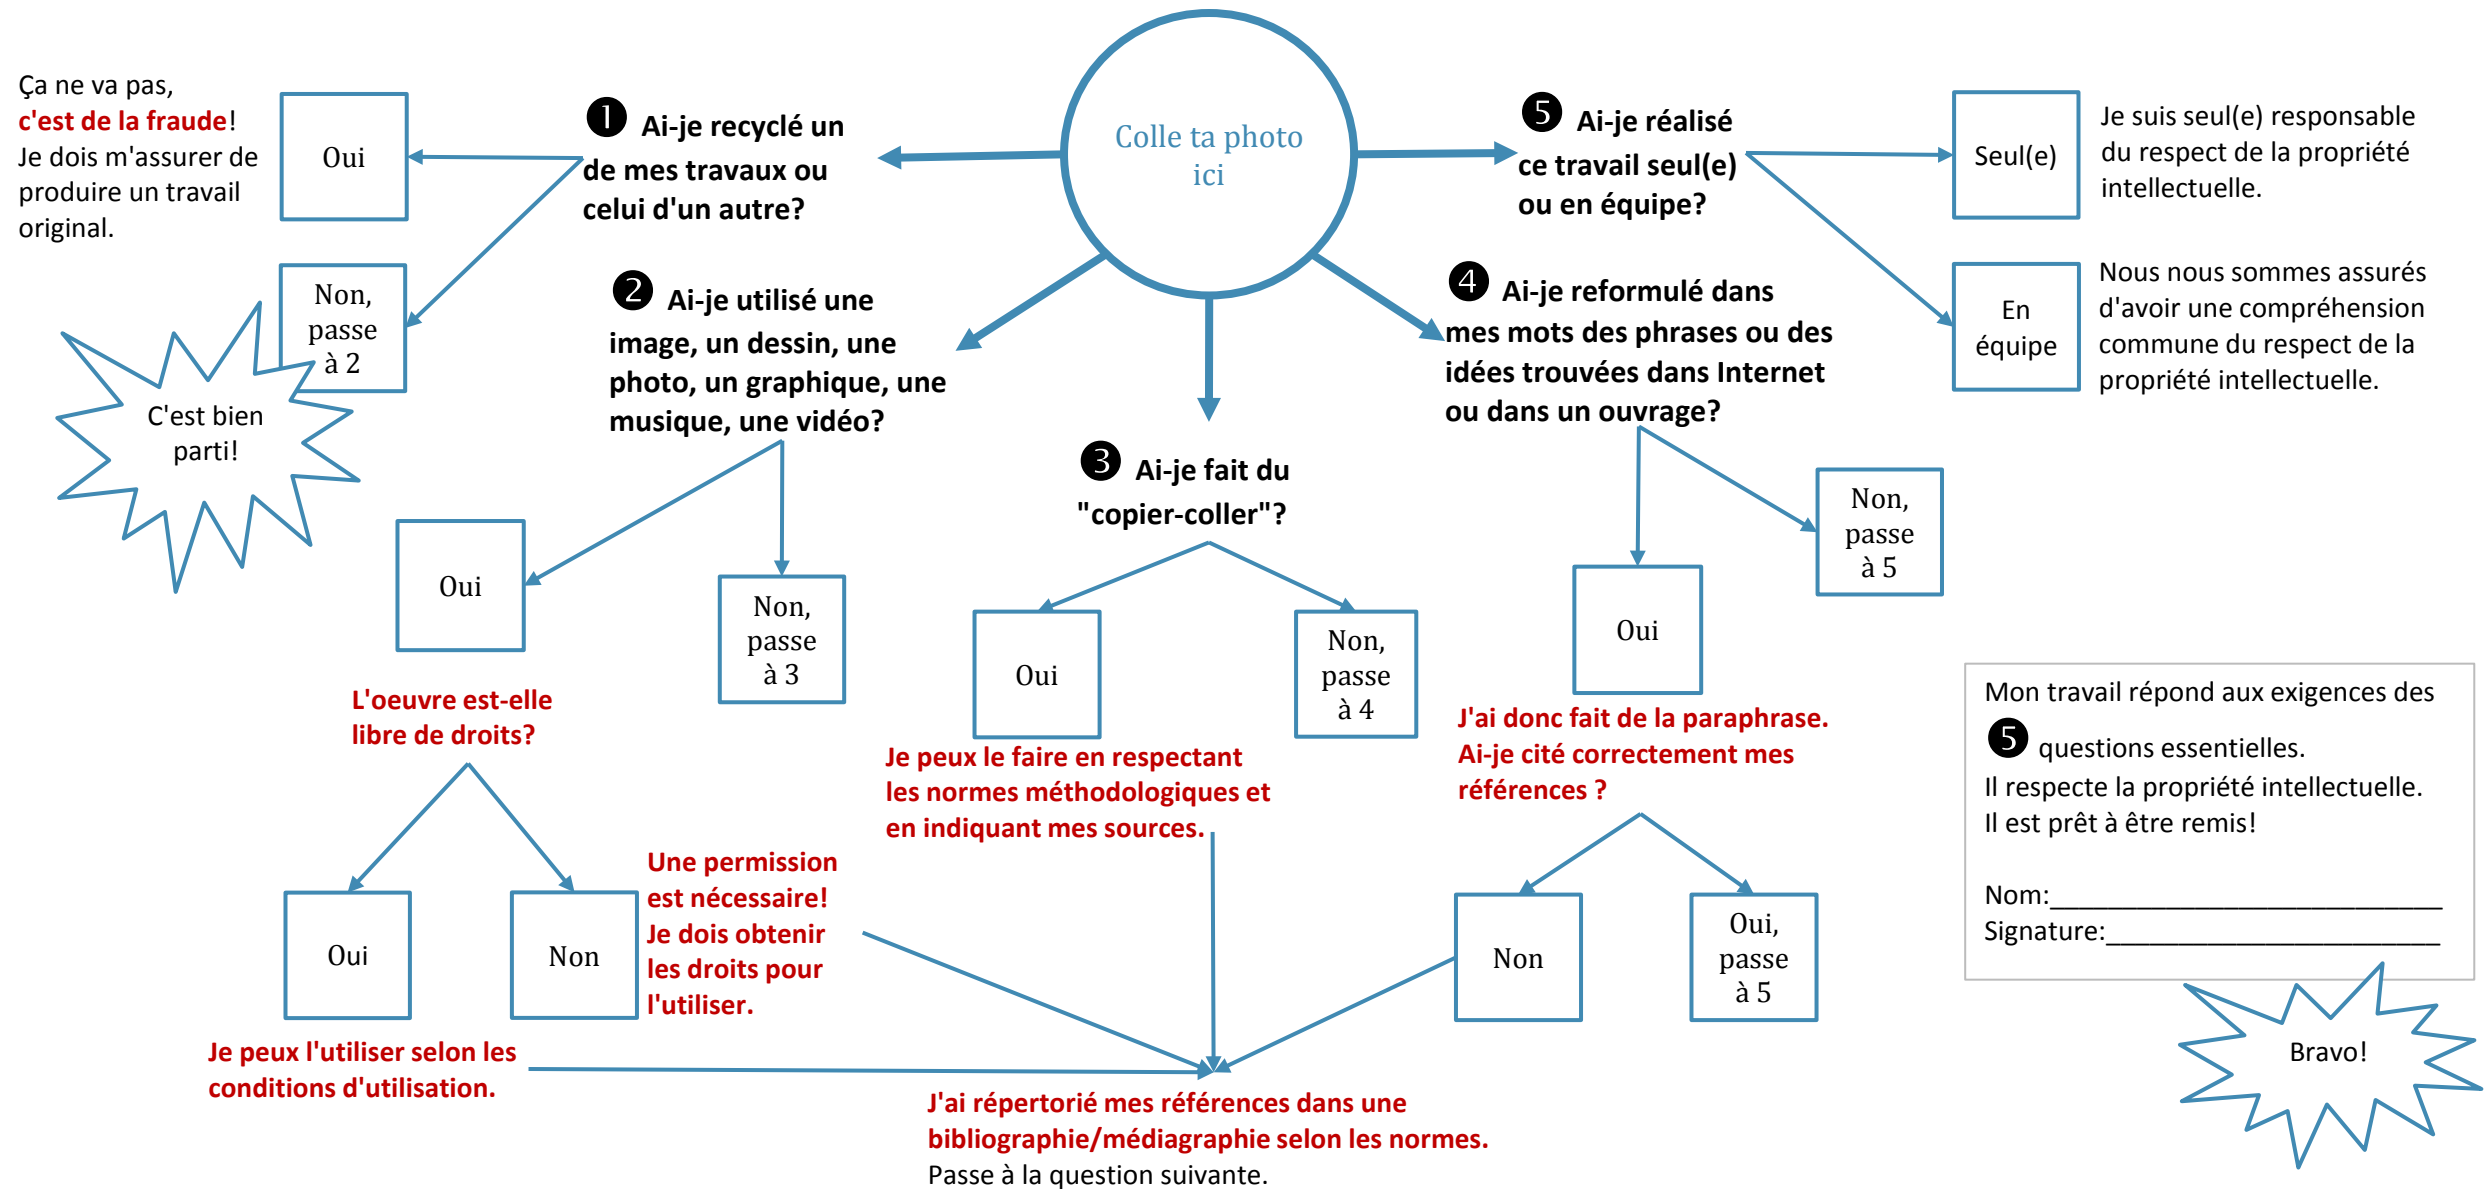 Colle ta photo
ici
❶ Ai-je recyclé un
de mes travaux ou
celui d'un autre?
Oui
Ça ne va pas,
c'est de la fraude!
Je dois m'assurer de
produire un travail
original.
Non,
passe
à 2
C'est bien
parti!
❷ Ai-je utilisé une
image, un dessin, une
photo, un graphique, une
musique, une vidéo?
Oui
Non,
passe
à 3
L'oeuvre est-elle
libre de droits?
Oui
Non
Une permission
est nécessaire!
Je dois obtenir
les droits pour
l'utiliser.
Je peux l'utiliser selon les
conditions d'utilisation.
❸ Ai-je fait du
"copier-coller"?
Oui
Non,
passe
à 4
Je peux le faire en respectant
les normes méthodologiques et
en indiquant mes sources.
❹ Ai-je reformulé dans
mes mots des phrases ou des
idées trouvées dans Internet
ou dans un ouvrage?
Oui
Non,
passe
à 5
J'ai donc fait de la paraphrase.
Ai-je cité correctement mes
références ?
Non
Oui,
passe
à 5
J'ai répertorié mes références dans une
bibliographie/médiagraphie selon les normes.
Passe à la question suivante.
❺ Ai-je réalisé
ce travail seul(e)
ou en équipe?
Seul(e)
Je suis seul(e) responsable
du respect de la propriété
intellectuelle.
En
équipe
Nous nous sommes assurés
d'avoir une compréhension
commune du respect de la
propriété intellectuelle.
Mon travail répond aux exigences des
❺ questions essentielles.
Il respecte la propriété intellectuelle.
Il est prêt à être remis!
Nom:___________________________
Signature:_______________________
Bravo!